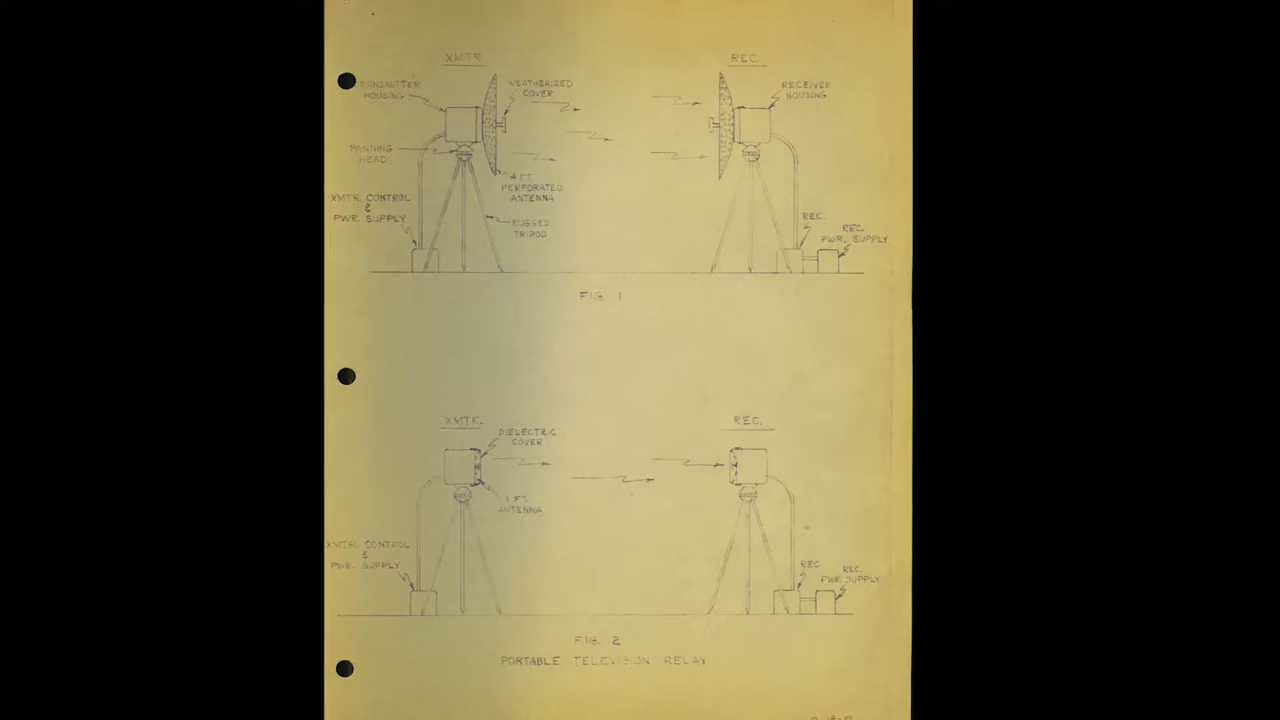 XMTR.
REC.
TRANSMITTER
HOUSING
WEATHERIZED
COVER
RECEIVER
HOUSING
PANNING
HEAD
4 FT.
PERFORATED
ANTENNA
XMTR. CONTROL
&
PWR. SUPPLY
RUGGED
TRIPOD
REC.
REC.
PWR. SUPPLY
FIG. 1
XMTR.
REC.
DIELECTRIC
COVER
1 FT.
ANTENNA
XMTR. CONTROL
&
PWR. SUPPLY
REC.
REC.
PWR. SUPPLY
FIG. 2
PORTABLE TELEVISION RELAY